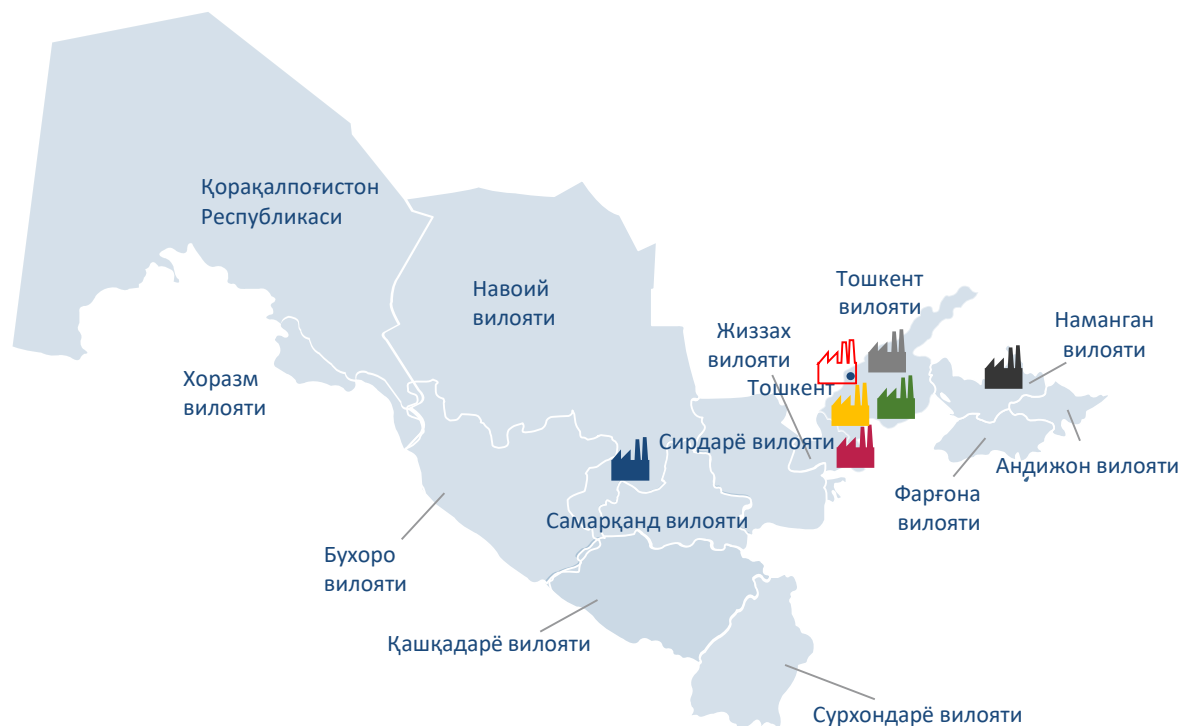 Қорақалпоғистон
Республикаси
Навоий
вилояти
Тошкент
вилояти
Жиззах
вилояти
Наманган
вилояти
Хоразм
вилояти
Тошкент
Сирдарё вилояти
Андижон вилояти
Фарғона
вилояти
Самарқанд вилояти
Бухоро
вилояти
Қашқадарё вилояти
Сурхондарё вилояти